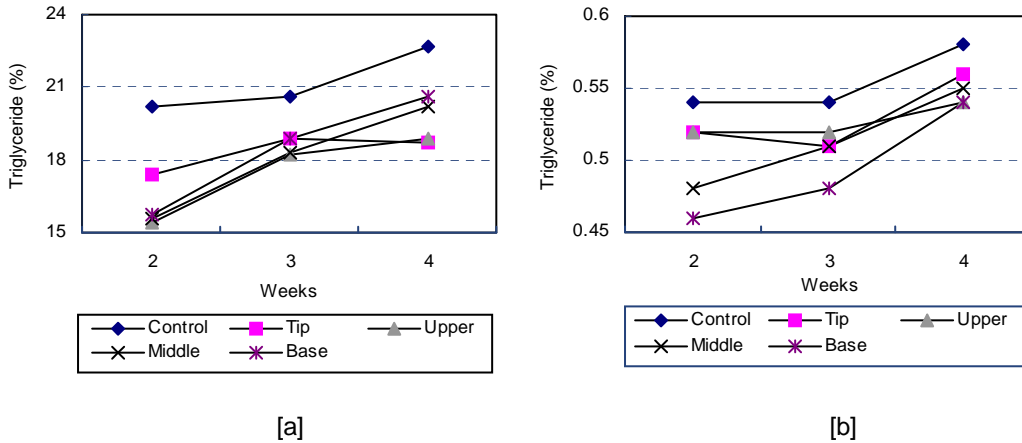 24
21
18
15
Triglyceride (%)
2 3 4
Weeks
Control Tip Upper
Middle Base
[a]
0.6
0.55
0.5
0.45
Triglyceride (%)
2 3 4
Weeks
Control Tip Upper
Middle Base
[b]